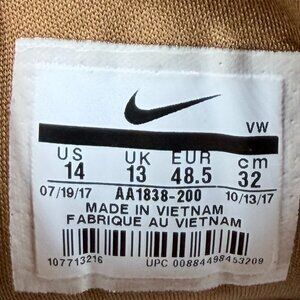 VW
US UK EUR cm
14 13 48.5 32
07/19/17 AA1838-200 10/13/17
MADE IN VIETNAM
FABRIQUE AU VIETNAM
107713216 UPC 00884498453209